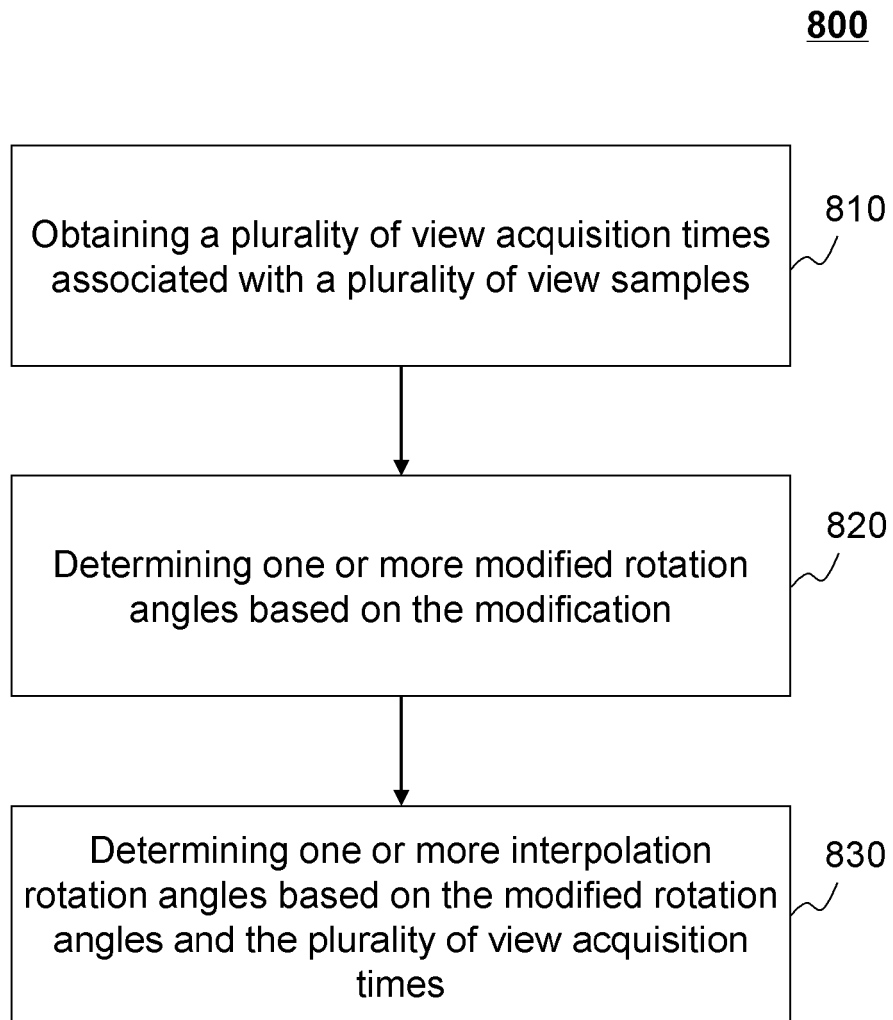 800
Obtaining a plurality of view acquisition times
associated with a plurality of view samples
810
Determining one or more modified rotation
angles based on the modification
820
Determining one or more interpolation
rotation angles based on the modified rotation
angles and the plurality of view acquisition
times
830